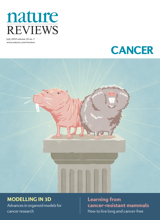 nature
REVIEWS
CANCER
MODELLING IN 3D
Advances in organoid models for
cancer research
Learning from
cancer-resistant mammals
How to live long and cancer-free